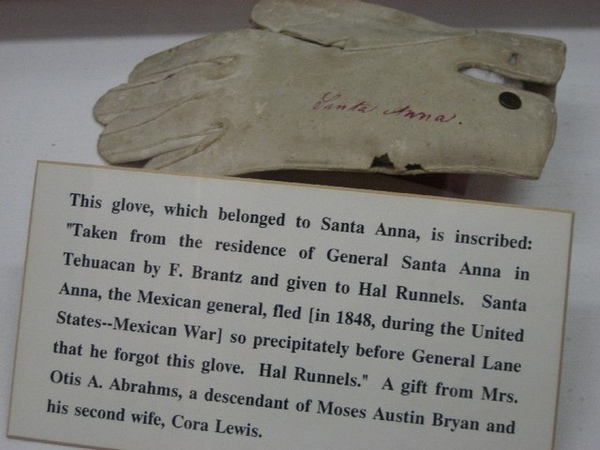 Santa Anna.
This glove, which belonged to Santa Anna, is inscribed:
"Taken from the residence of General Santa Anna in
Tehuacan by F. Brantz and given to Hal Runnels. Santa
Anna, the Mexican general, fled [in 1848, during the United
States--Mexican War] so precipitately before General Lane
that he forgot this glove. Hal Runnels." A gift from Mrs.
Otis A. Abrahms, a descendant of Moses Austin Bryan and
his second wife, Cora Lewis.